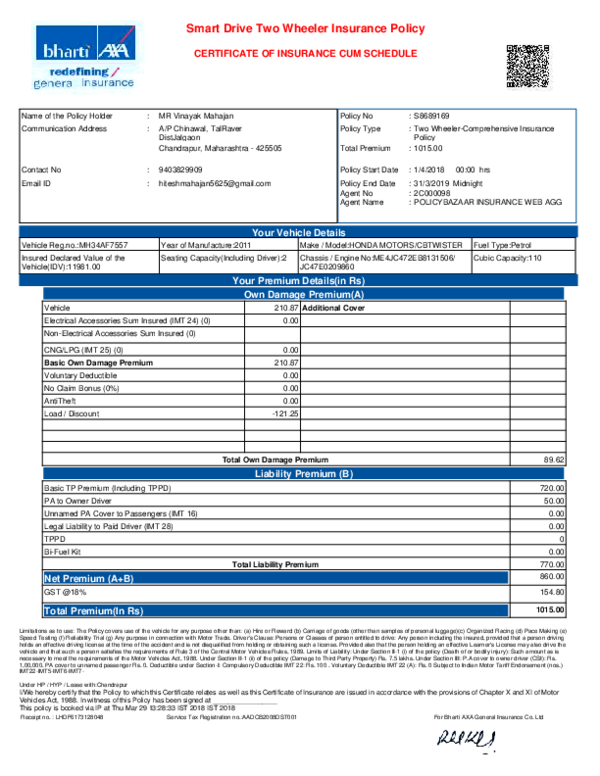 Smart Drive Two Wheeler Insurance Policy
CERTIFICATE OF INSURANCE CUM SCHEDULE
bharti AXA
redefining
general insurance
Name of the Policy Holder : MR Vinayak Mahajan
Communication Address : A/P Chinawal, TalRaver
DistJalgaon
Chandrapur, Maharashtra - 425505
Contact No : 9403829909
Email ID : hiteshmahajan5625@gmail.com
Policy No : S8689169
Policy Type : Two Wheeler-Comprehensive Insurance
Policy
Total Premium : 1015.00
Policy Start Date : 1/4/2018 00:00 hrs
Policy End Date : 31/3/2019 Midnight
Agent No : 2C000098
Agent Name : POLICYBAZAAR INSURANCE WEB AGG
Your Vehicle Details
Vehicle Reg.no.:MH34AF7557 Year of Manufacture:2011 Make / Model:HONDA MOTORS/CBTWISTER Fuel Type:Petrol
Insured Declared Value of the Vehicle(IDV):11981.00 Seating Capacity(Including Driver):2 Chassis / Engine No:ME4JC472EB8131506/ JC47E0209860 Cubic Capacity:110
Your Premium Details(in Rs)
Own Damage Premium(A)
Vehicle 210.87 Additional Cover
Electrical Accessories Sum Insured (IMT 24) (0) 0.00
Non-Electrical Accessories Sum Insured (0)
CNG/LPG (IMT 25) (0) 0.00
Basic Own Damage Premium 210.87
Voluntary Deductible 0.00
No Claim Bonus (0%) 0.00
AntiTheft 0.00
Load / Discount -121.25
Total Own Damage Premium 89.62
Liability Premium (B)
Basic TP Premium (Including TPPD) 720.00
PA to Owner Driver 50.00
Unnamed PA Cover to Passengers (IMT 16) 0.00
Legal Liability to Paid Driver (IMT 28) 0.00
TPPD 0
Bi-Fuel Kit 0.00
Total Liability Premium 770.00
Net Premium (A+B) 860.00
GST @18% 154.80
Total Premium(In Rs) 1015.00
Limitations as to use: The Policy covers use of the vehicle for any purpose other than: (a) Hire or Reward (b) Carriage of goods (other than samples of personal luggage)(c) Organized Racing (d) Pace Making (e)
Speed Testing (f)Reliability Trial (g) Any purpose in connection with Motor Trade. Driver's Clause: Persons or Classes of person entitled to drive: Any person including the insured, provided that a person driving
holds an effective driving license at the time of the accident and is not disqualified from holding or obtaining such a license. Provided also that the person holding an effective Learner's License may also drive the
vehicle and that such a person satisfies the requirements of Rule 3 of the Central Motor Vehicles Rules, 1989. Limits of Liability: Under Section II-1 (i) of the policy (Death of or bodily injury): Such amount as is
necessary to meet the requirements of the Motor Vehicles Act, 1988. Under Section II-1 (ii) of the policy (Damage to Third Party Property) Rs. 7.5 lakhs. Under Section III: P.A cover to owner driver (CSI): Rs.
1,00,000. PA cover to unnamed passenger Rs. 0. Deductible under Section I: Compulsory Deductible IMT 22: Rs. 100 . Voluntary Deductible IMT 22 (A): Rs. 0 Subject to Indian Motor Tariff Endorsement (nos.)
IMT22-IMT5-IMT6-IMT7-
Under HP / HYP / Lease with:Chandrapur
I/We hereby certify that the Policy to which this Certificate relates as well as this Certificate of Insurance are issued in accordance with the provisions of Chapter X and XI of Motor
Vehicles Act, 1988. In witness of this Policy has been signed at
This policy is booked via IP at Thu Mar 29 13:28:33 IST 2018 IST 2018
Receipt no. : LHDP6173128048 Service Tax Registration no.:AADCB2008DST001 For Bharti AXA General Insurance Co. Ltd